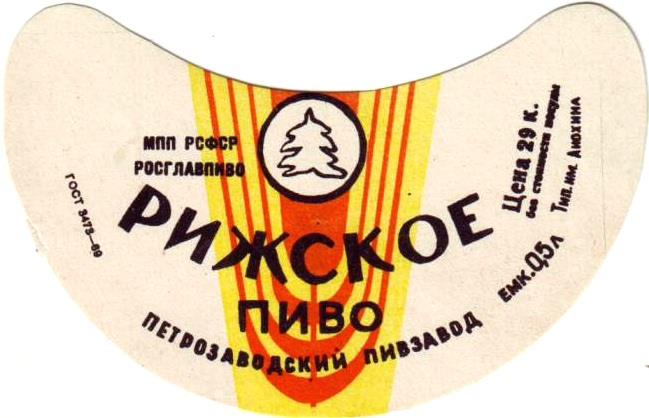 МПП РСФСР
РОСГЛАВПИВО
ГОСТ 3473—69
РИЖСКОЕ
ПИВО
ПЕТРОЗАВОДСКИЙ ПИВЗАВОД
Цена 29 к.
без стоимости посуды
Тип. им. Анохина
ЕМК. 0,5 л